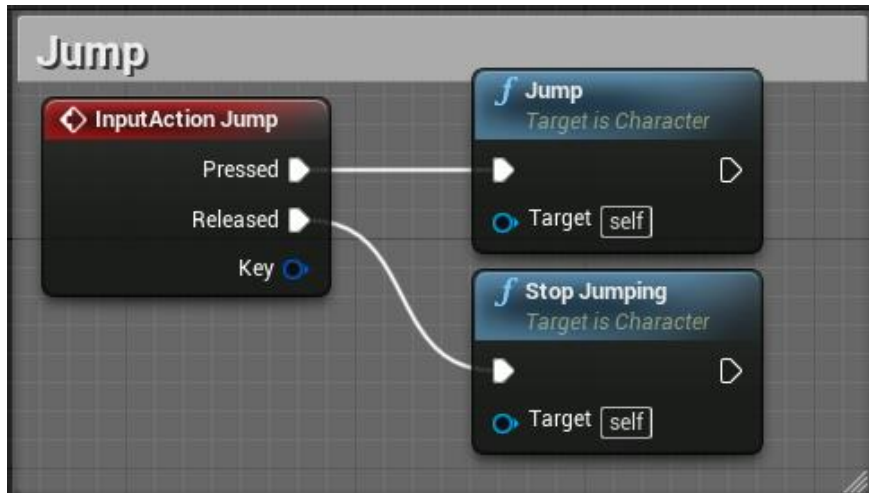 Jump
InputAction Jump
Pressed
Released
Key
f Jump
Target is Character
Target self
f Stop Jumping
Target is Character
Target self